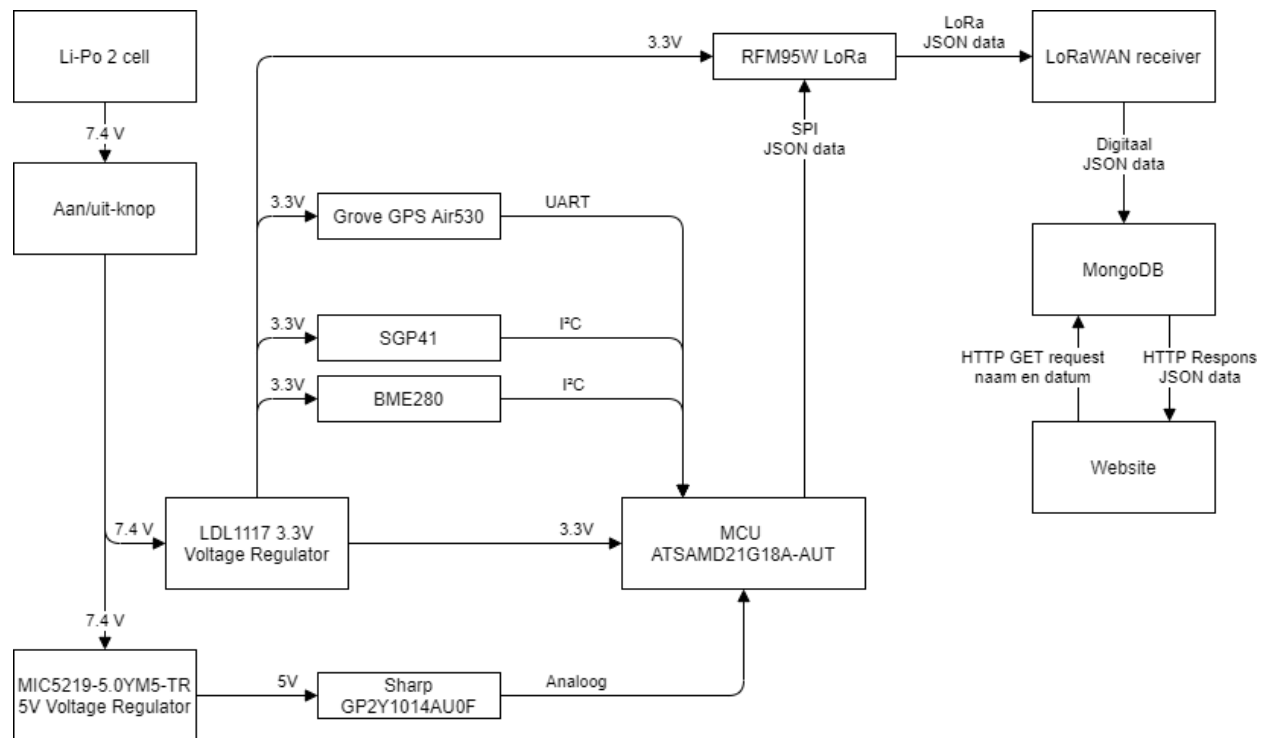 Li-Po 2 cell
7.4 V
Aan/uit-knop
3.3V
RFM95W LoRa
LoRa
JSON data
LoRaWAN receiver
SPI
JSON data
Digitaal
JSON data
3.3V
Grove GPS Air530
UART
MongoDB
3.3V
SGP41
I²C
3.3V
BME280
I²C
HTTP GET request
naam en datum
HTTP Respons
JSON data
Website
7.4 V
LDL1117 3.3V
Voltage Regulator
3.3V
MCU
ATSAMD21G18A-AUT
7.4 V
MIC5219-5.0YM5-TR
5V Voltage Regulator
5V
Sharp
GP2Y1014AU0F
Analoog